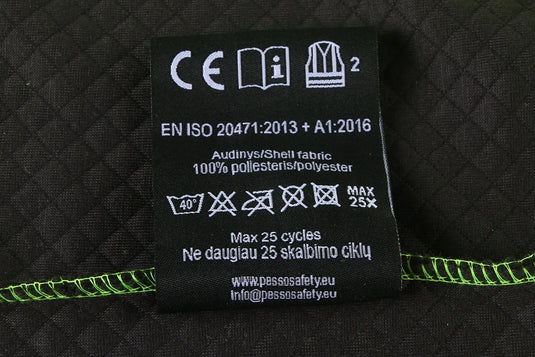 CE i 2
EN ISO 20471:2013 + A1:2016
Audinys/Shell fabric
100% poliesteris/polyester
40° MAX 25X
Max 25 cycles
Ne daugiau 25 skalbimo ciklų
www.pessosafety.eu
info@pessosafety.eu